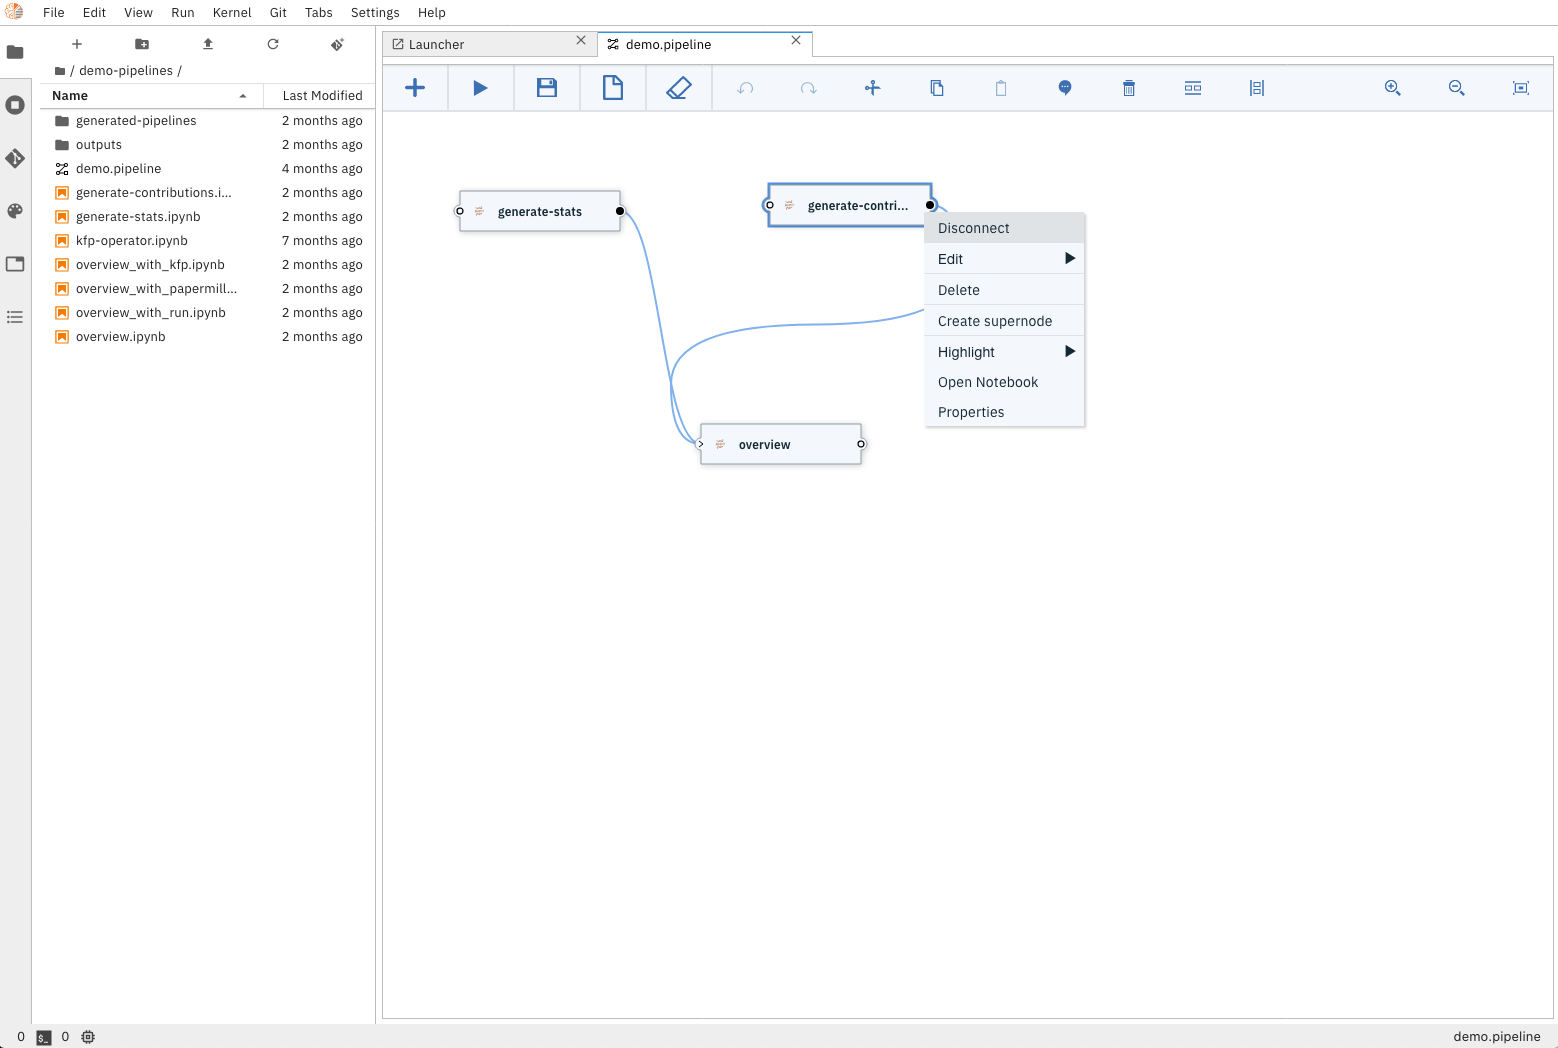 File Edit View Run Kernel Git Tabs Settings Help
Launcher
demo.pipeline
/ demo-pipelines /
Name Last Modified
generated-pipelines 2 months ago
outputs 2 months ago
demo.pipeline 4 months ago
generate-contributions.i... 2 months ago
generate-stats.ipynb 2 months ago
kfp-operator.ipynb 7 months ago
overview_with_kfp.ipynb 2 months ago
overview_with_papermill... 2 months ago
overview_with_run.ipynb 2 months ago
overview.ipynb 2 months ago
generate-stats
generate-contri...
Disconnect
Edit
Delete
Create supernode
Highlight
Open Notebook
Properties
overview
0 $_ 0
demo.pipeline